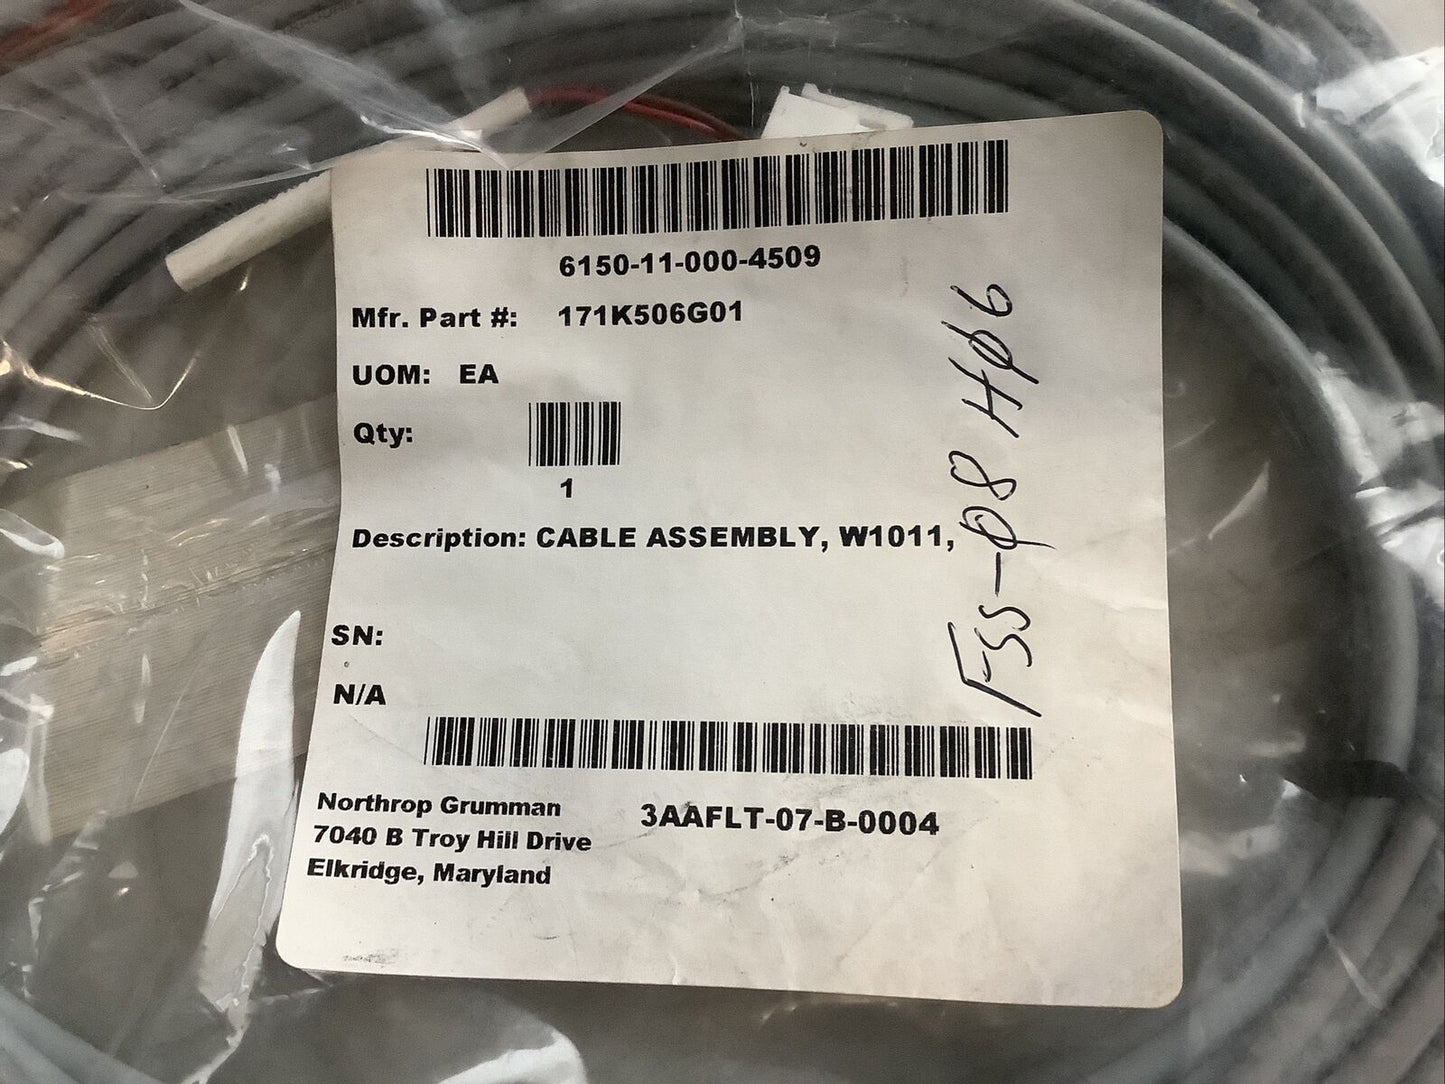 6150-11-000-4509
Mfr. Part #: 171K506G01
UOM: EA
Qty:
1
Description: CABLE ASSEMBLY, W1011,
SN:
N/A
Northrop Grumman
7040 B Troy Hill Drive
Elkridge, Maryland
3AAFLT-07-B-0004
FSS-08 H06